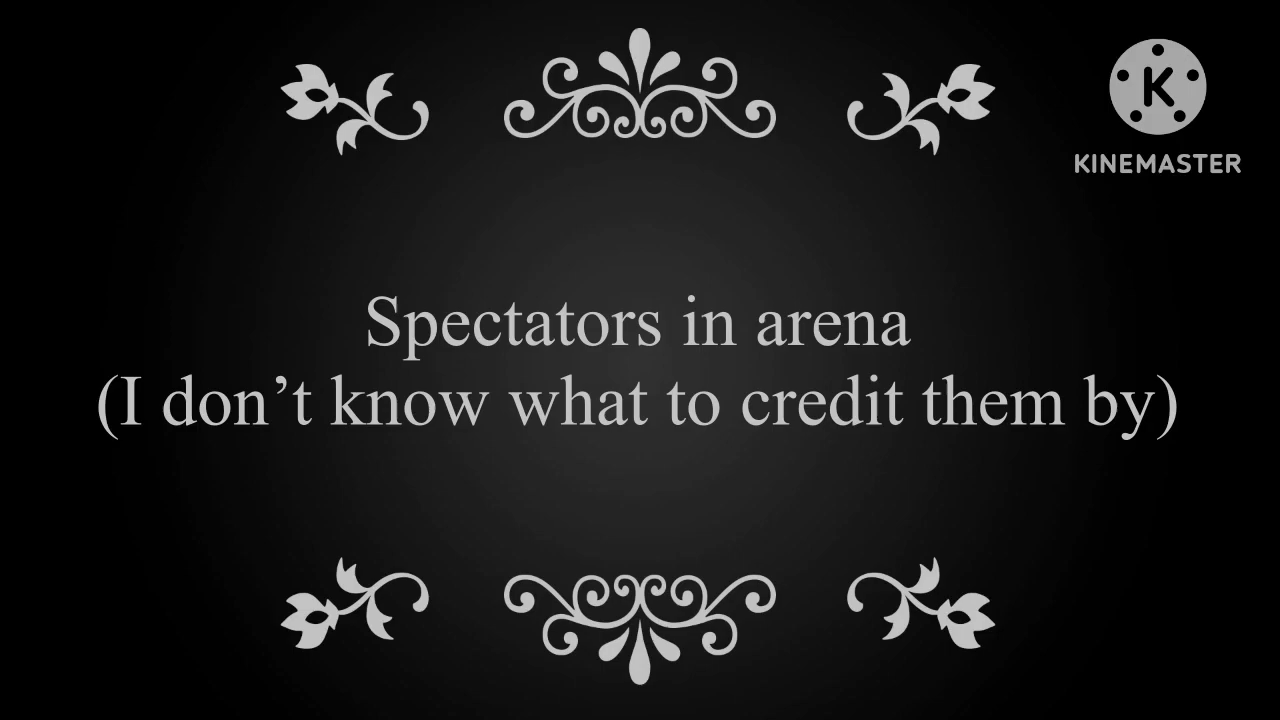 K
KINEMASTER
Spectators in arena
(I don’t know what to credit them by)